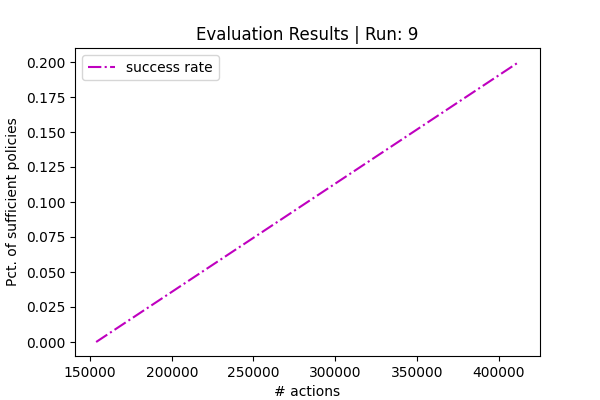 Evaluation Results | Run: 9
success rate
Pct. of sufficient policies
0.200
0.175
0.150
0.125
0.100
0.075
0.050
0.025
0.000
150000 200000 250000 300000 350000 400000
# actions